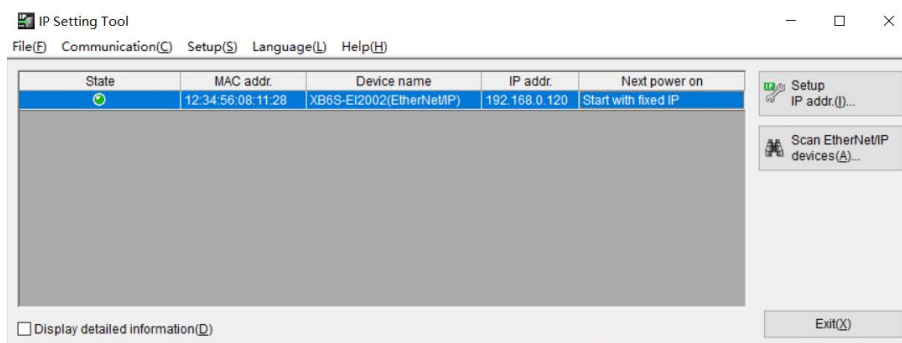 IP Setting Tool
File(F) Communication(C) Setup(S) Language(L) Help(H)
State MAC addr. Device name IP addr. Next power on
12:34:56:08:11:28 XB6S-EI2002(EtherNet/IP) 192.168.0.120 Start with fixed IP
Setup
IP addr.(I)...
Scan EtherNet/IP
devices(A)...
Display detailed information(D)
Exit(X)